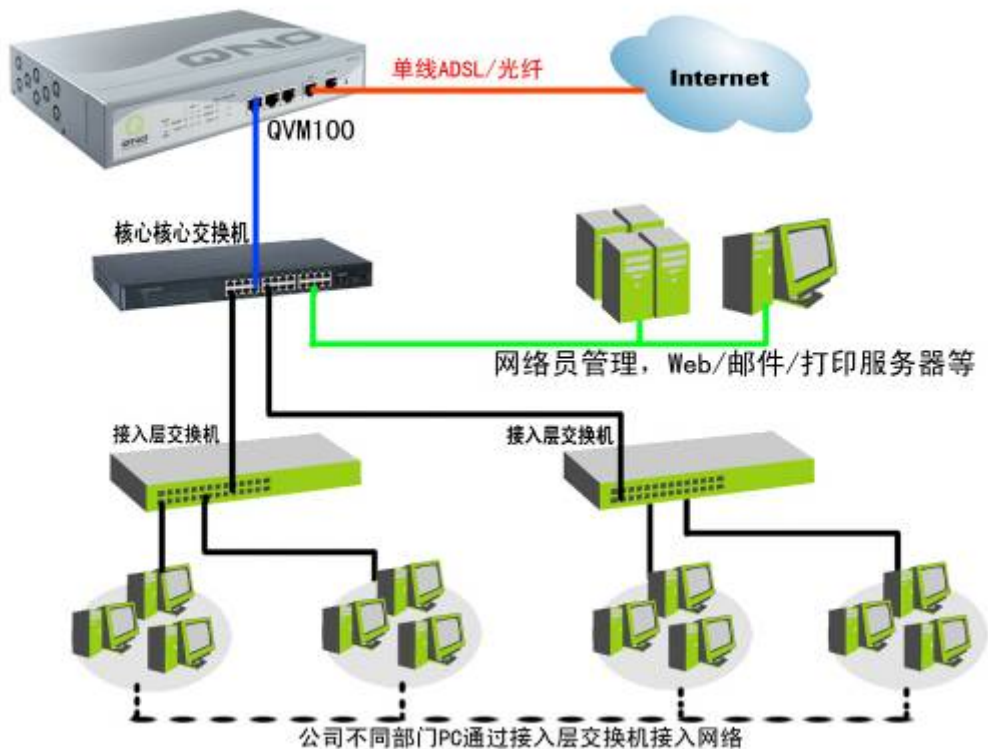 QNO
单线ADSL/光纤
Internet
QNO
QVM100
核心核心交换机
网络员管理，Web/邮件/打印服务器等
接入层交换机
接入层交换机
公司不同部门PC通过接入层交换机接入网络